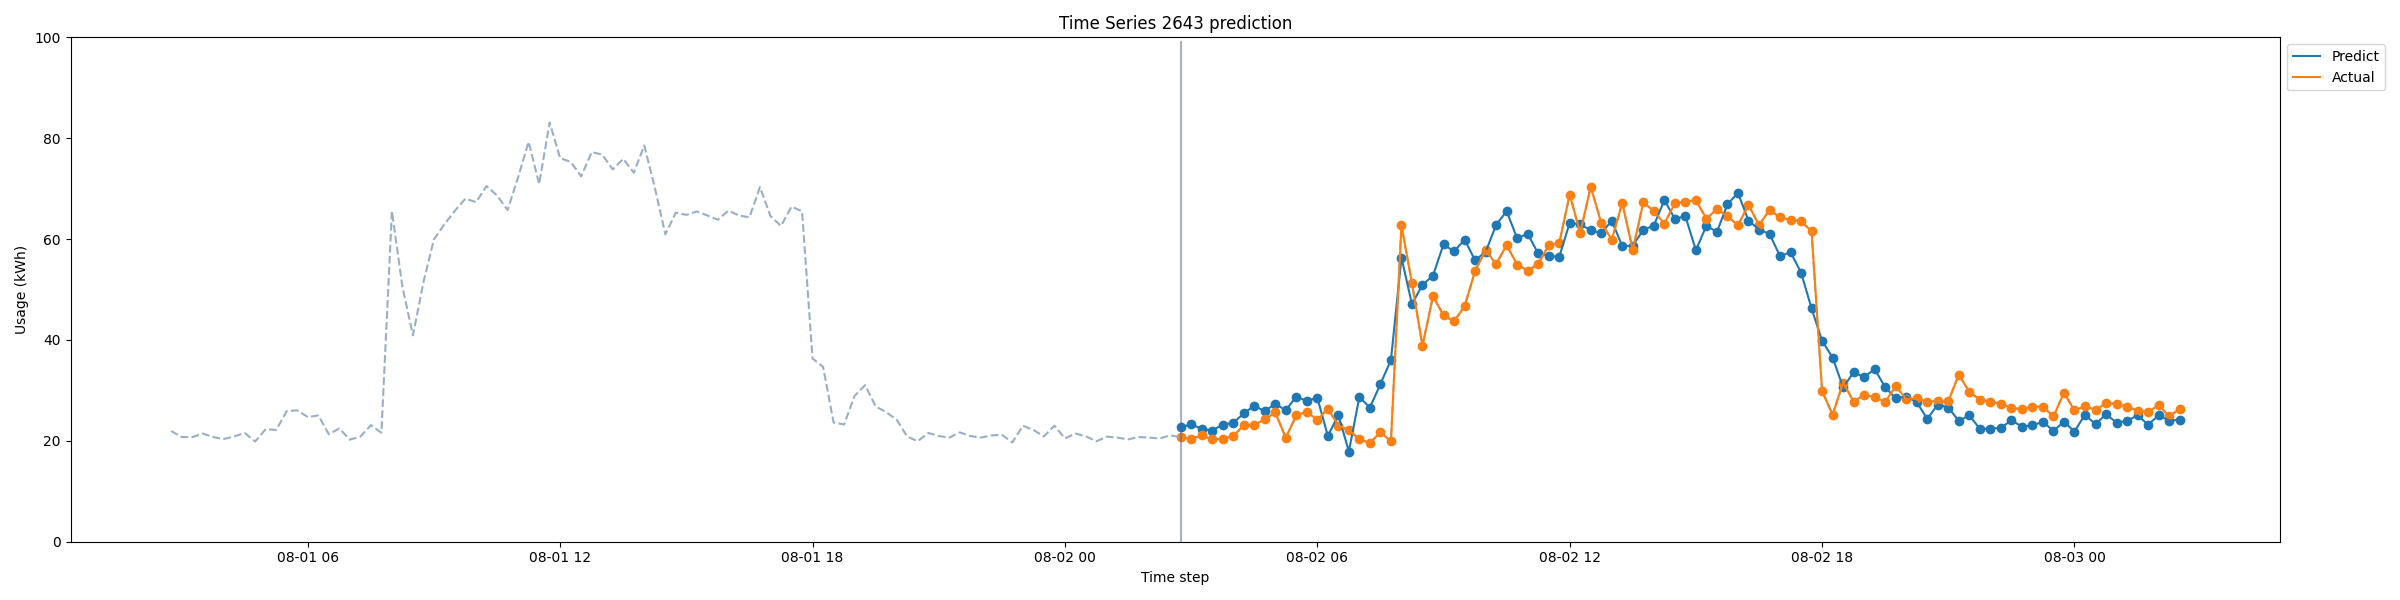 Time Series 2643 prediction
Predict
Actual
Usage (kWh)
100
80
60
40
20
0
08-01 06
08-01 12
08-01 18
08-02 00
08-02 06
08-02 12
08-02 18
08-03 00
Time step